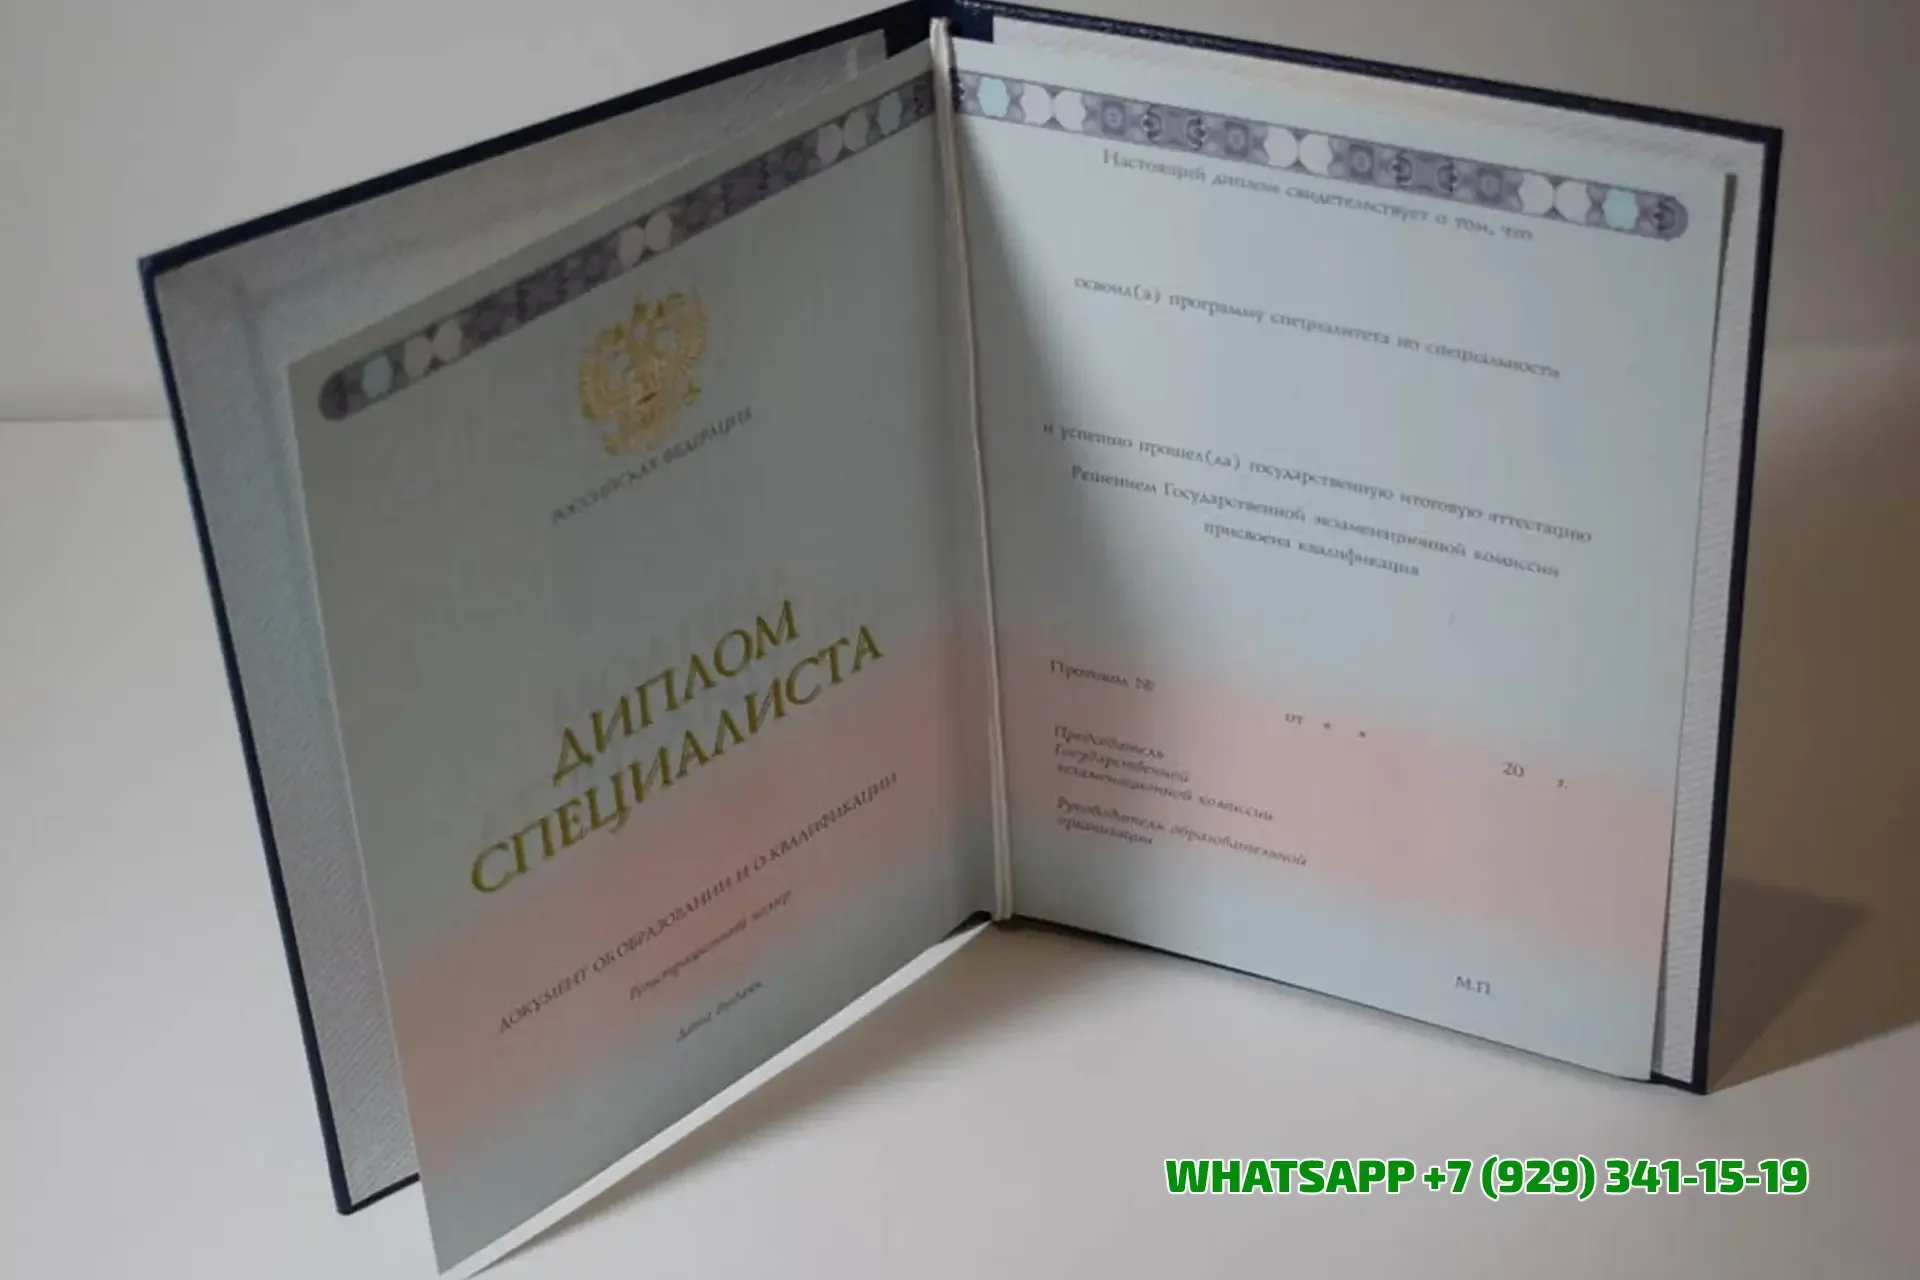 РОССИЙСКАЯ ФЕДЕРАЦИЯ
ДИПЛОМ
СПЕЦИАЛИСТА
ДОКУМЕНТ ОБ ОБРАЗОВАНИИ И О КВАЛИФИКАЦИИ
Регистрационный номер
Дата выдачи
Настоящий диплом свидетельствует о том, что
освоил(а) программу специалитета по специальности
и успешно прошел(ла) государственную итоговую аттестацию
Решением Государственной экзаменационной комиссии
присвоена квалификация
Протокол №
от « » 20 г.
Председатель
Государственной
экзаменационной комиссии
Руководитель образовательной
организации
М.П.
WHATSAPP +7 (929) 341-15-19